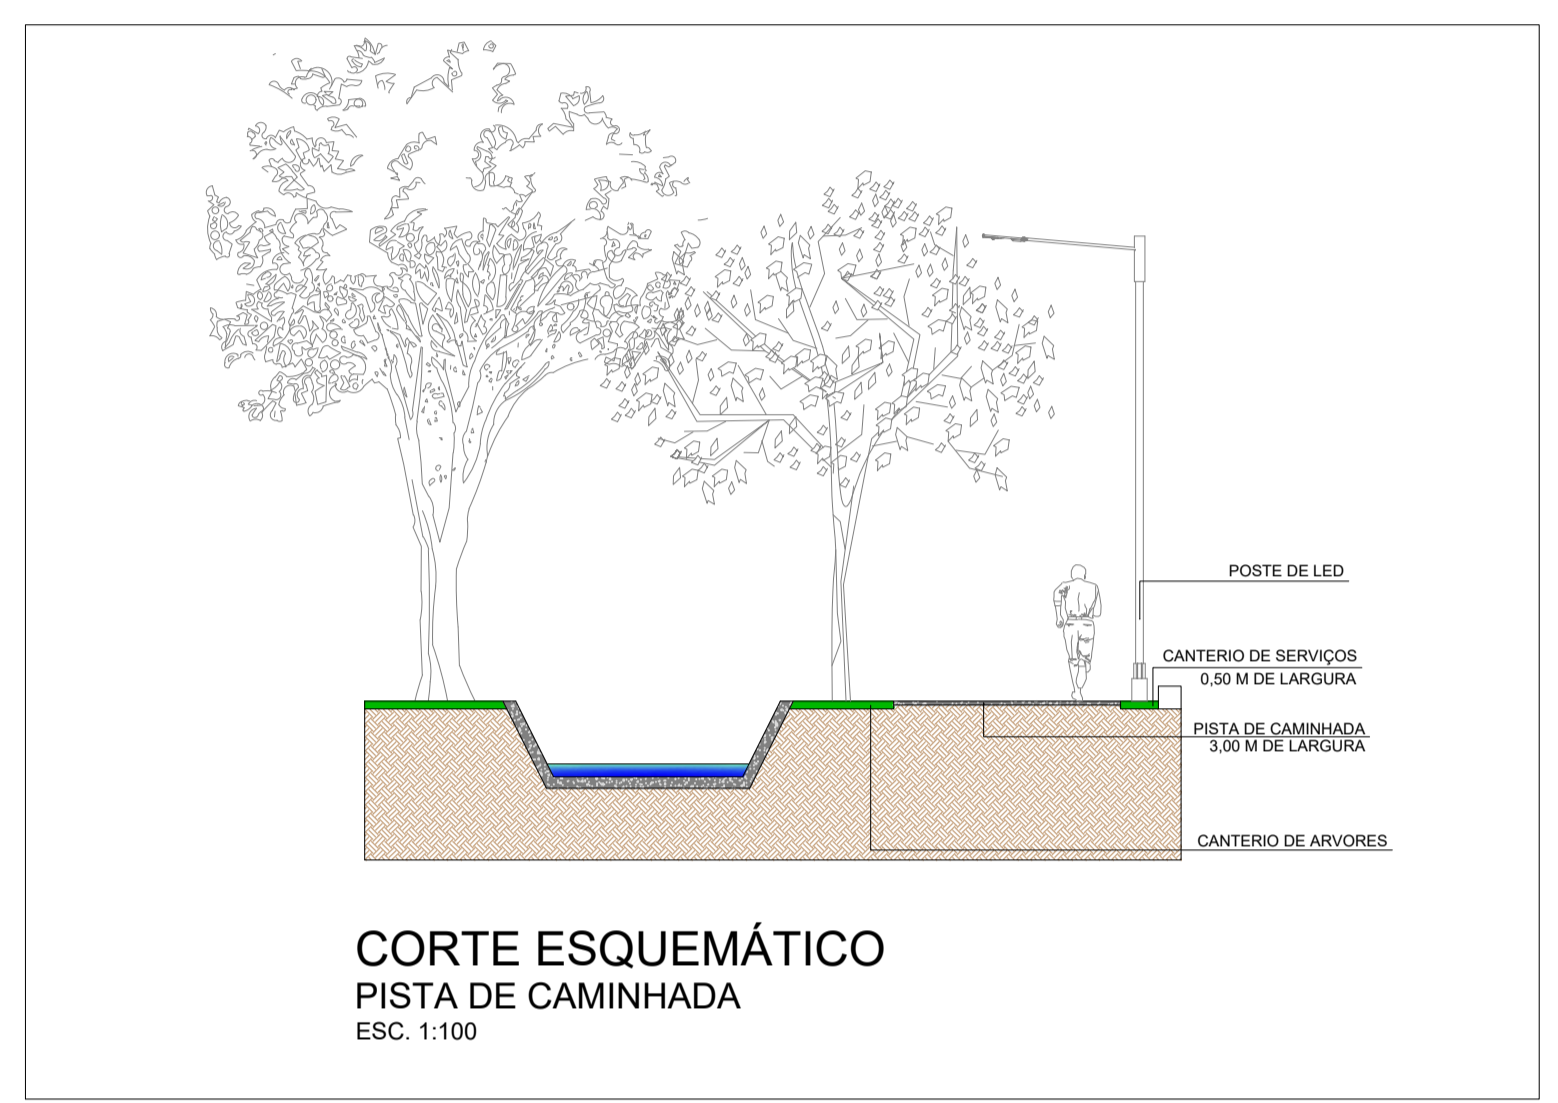 POSTE DE LED
CANTERIO DE SERVIÇOS
0,50 M DE LARGURA
PISTA DE CAMINHADA
3,00 M DE LARGURA
CANTERIO DE ARVORES
CORTE ESQUEMÁTICO
PISTA DE CAMINHADA
ESC. 1:100